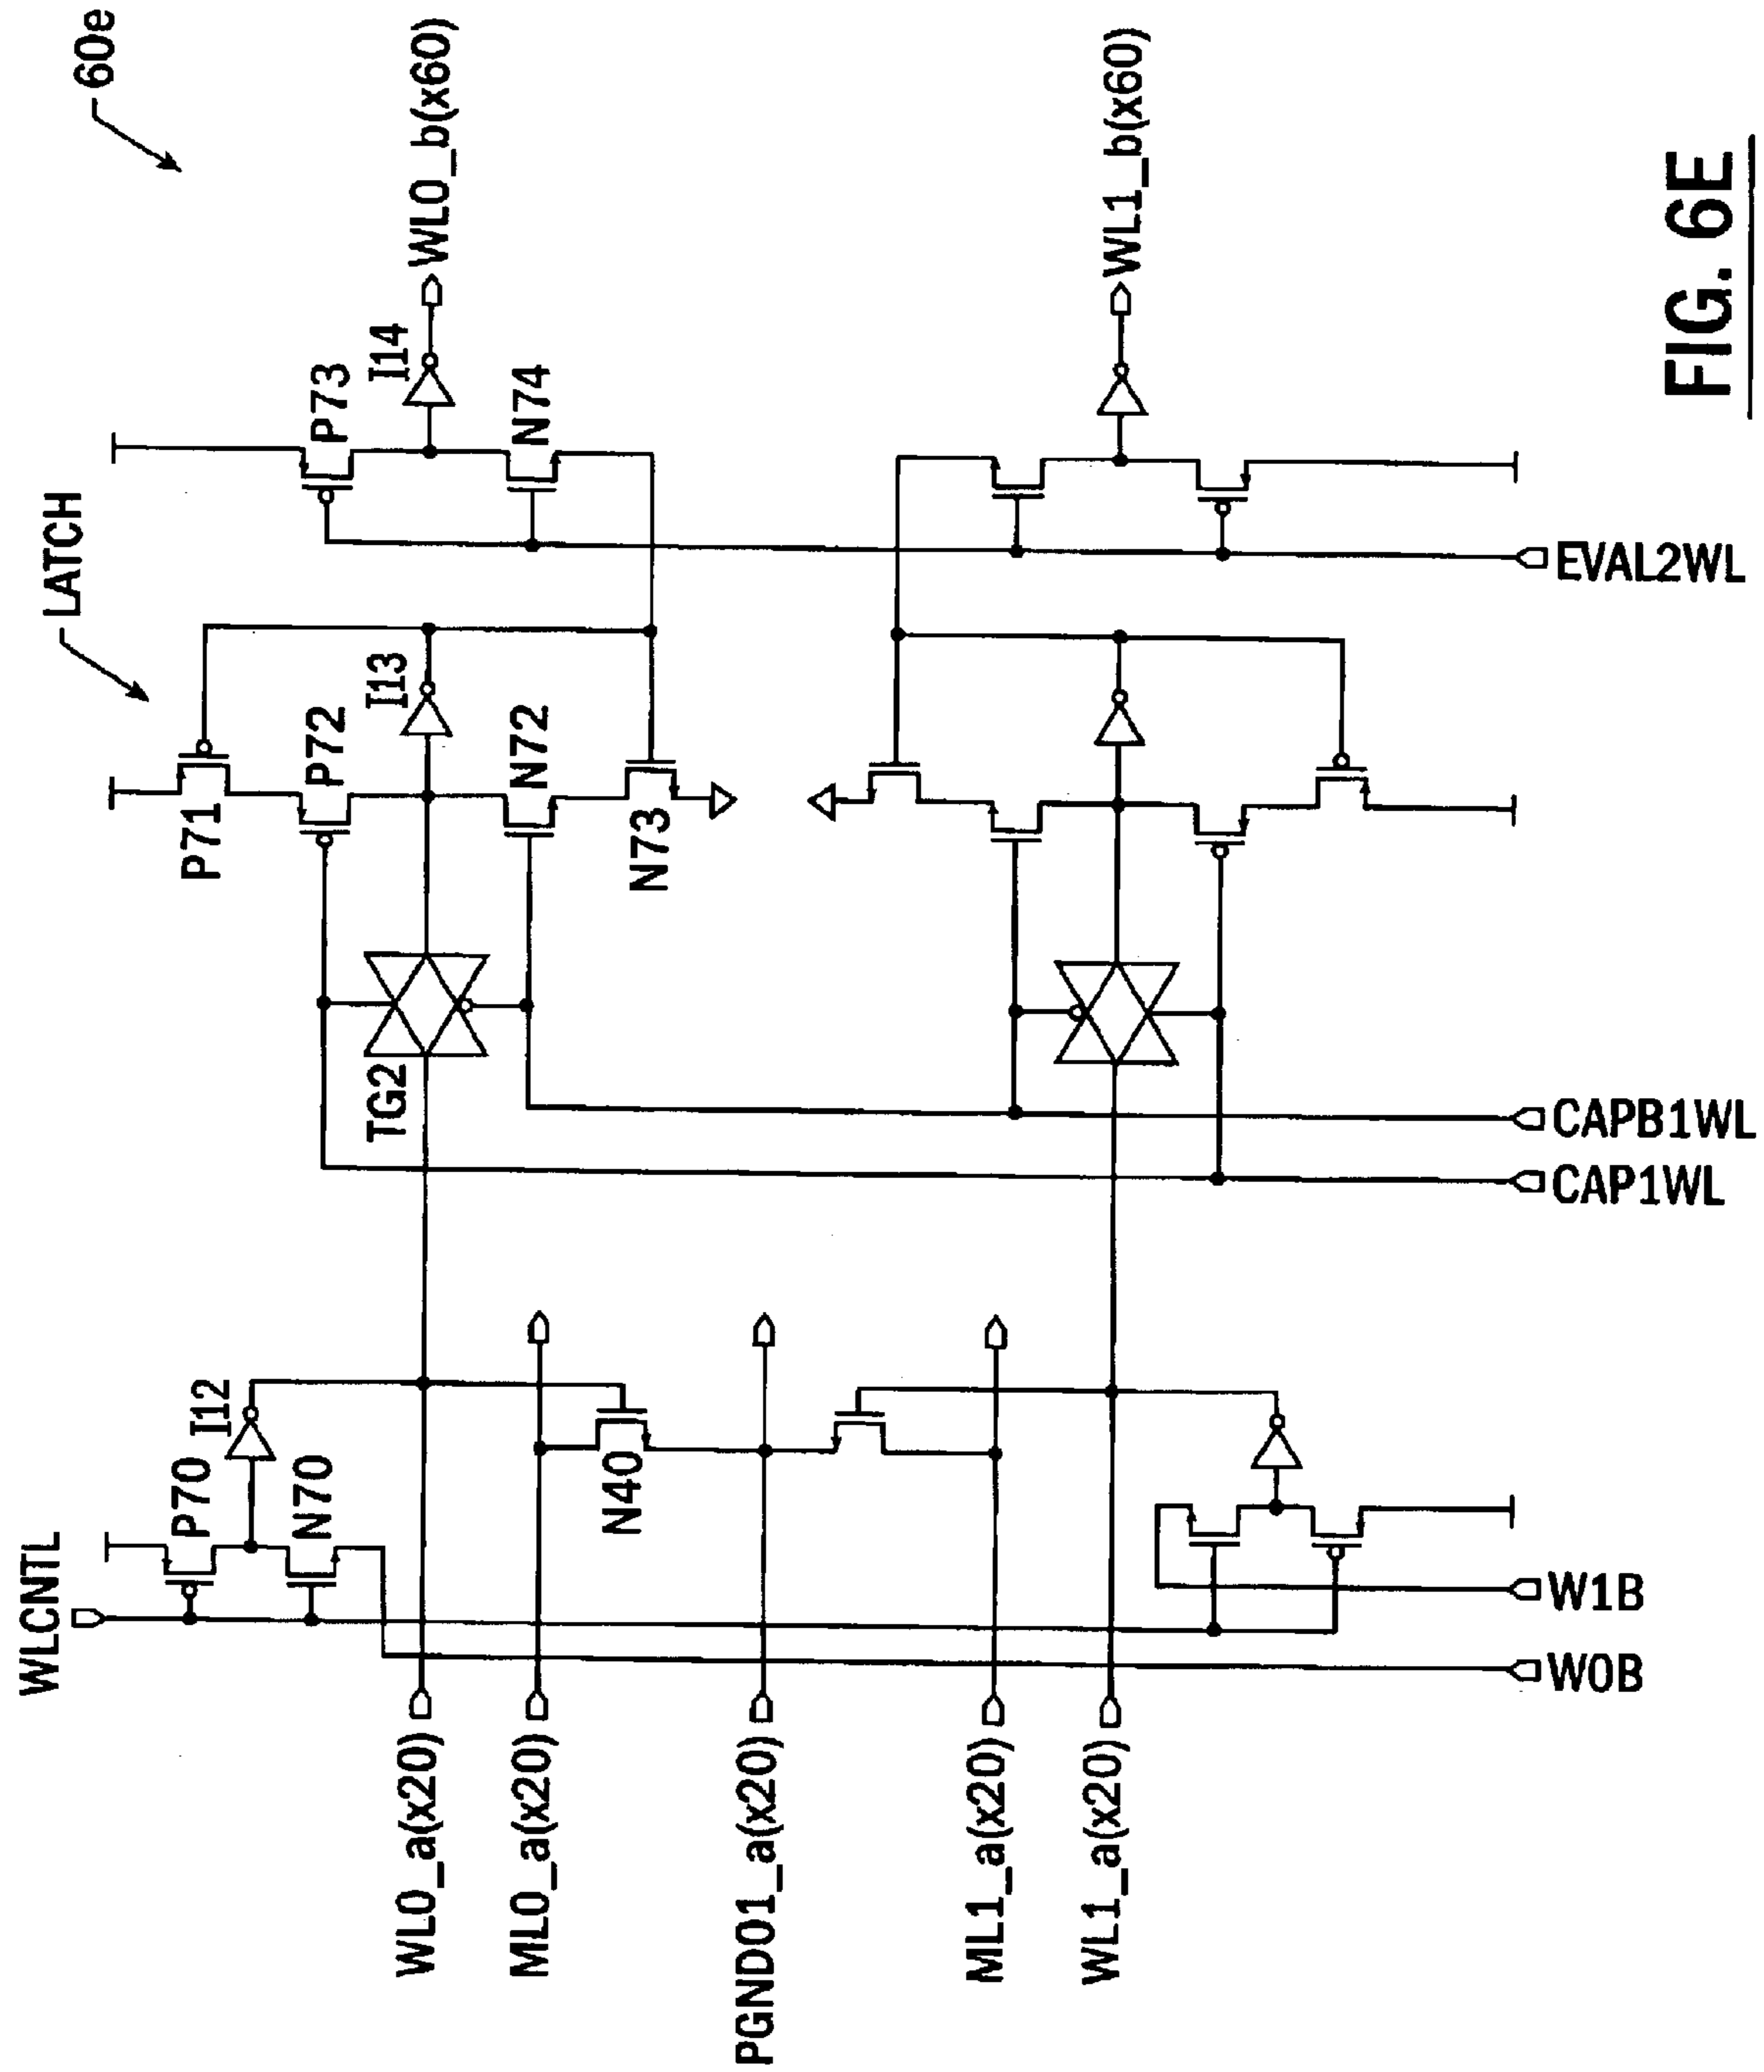 60e
LATCH
WLCNTL
P70
I12
N70
P71
P72
I13
N72
N73
P73
I14
N74
TG2
N40
WL0_a(x20)
ML0_a(x20)
PGND01_a(x20)
ML1_a(x20)
WL1_a(x20)
WL0_b(x60)
WL1_b(x60)
W0B
W1B
CAP1WL
CAPB1WL
EVAL2WL
FIG. 6E